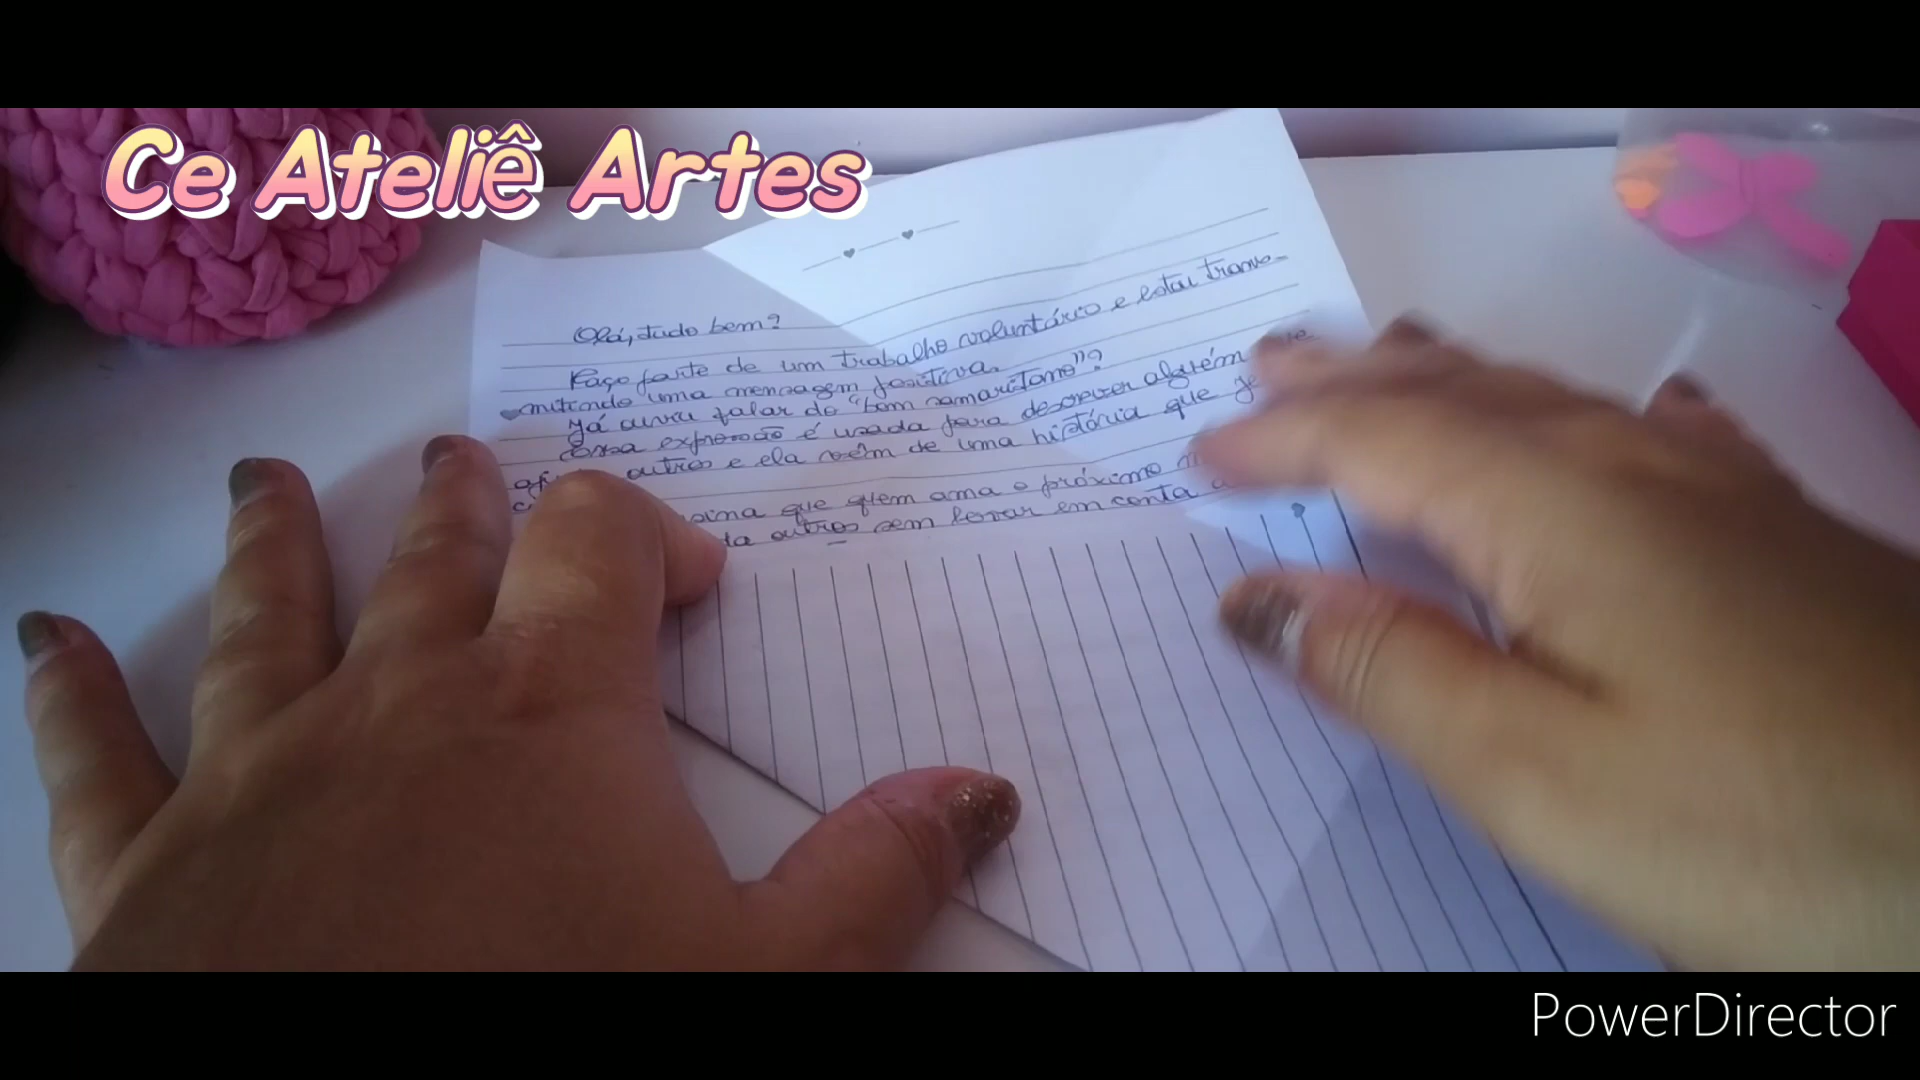 Ce Ateliê Artes
Olá, tudo bem?
Faço parte de um trabalho voluntário e estou trans-
mitindo uma mensagem positiva.
Já ouviu falar do "bom samaritano"?
Essa expressão é usada para descrever alguém que
outros e ela vem de uma história que
que quem ama o próximo
outros sem levar em conta a
PowerDirector